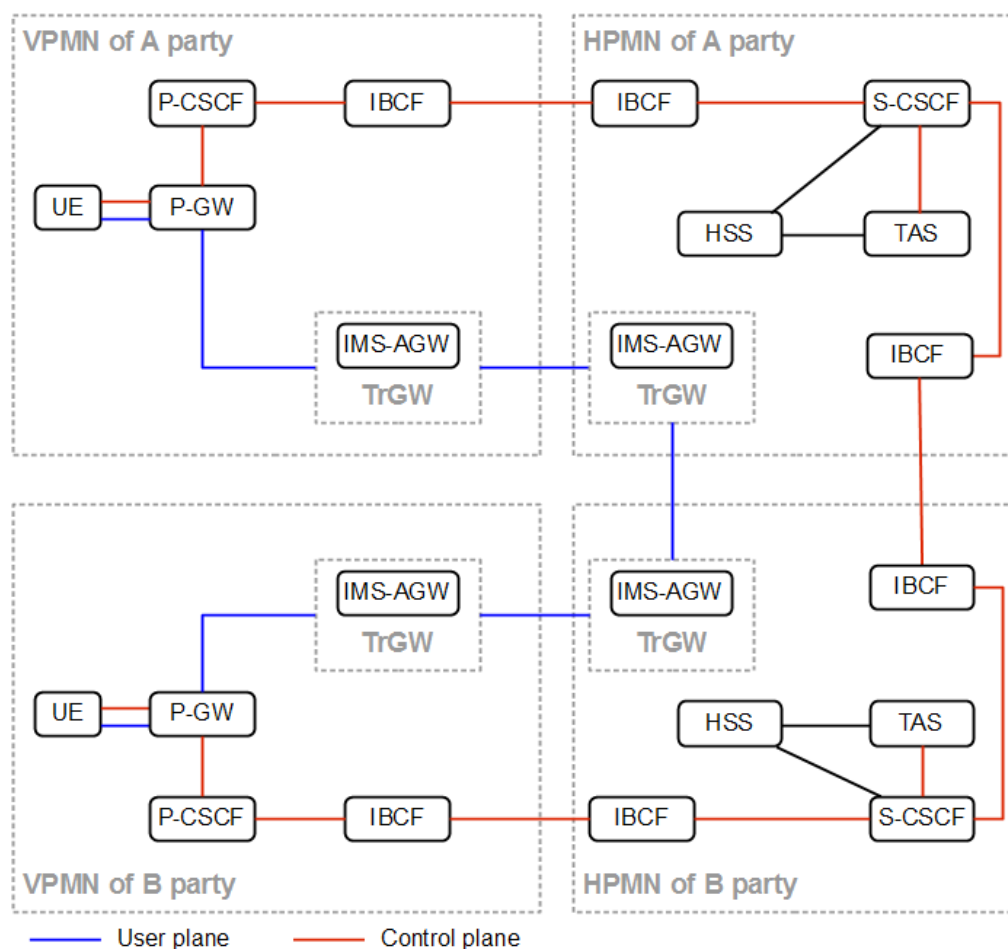 VPMN of A party
HPMN of A party
P-CSCF
IBCF
IBCF
S-CSCF
UE
P-GW
HSS
TAS
IMS-AGW
TrGW
IMS-AGW
TrGW
IBCF
IMS-AGW
TrGW
IMS-AGW
TrGW
IBCF
UE
P-GW
HSS
TAS
P-CSCF
IBCF
IBCF
S-CSCF
VPMN of B party
HPMN of B party
User plane
Control plane